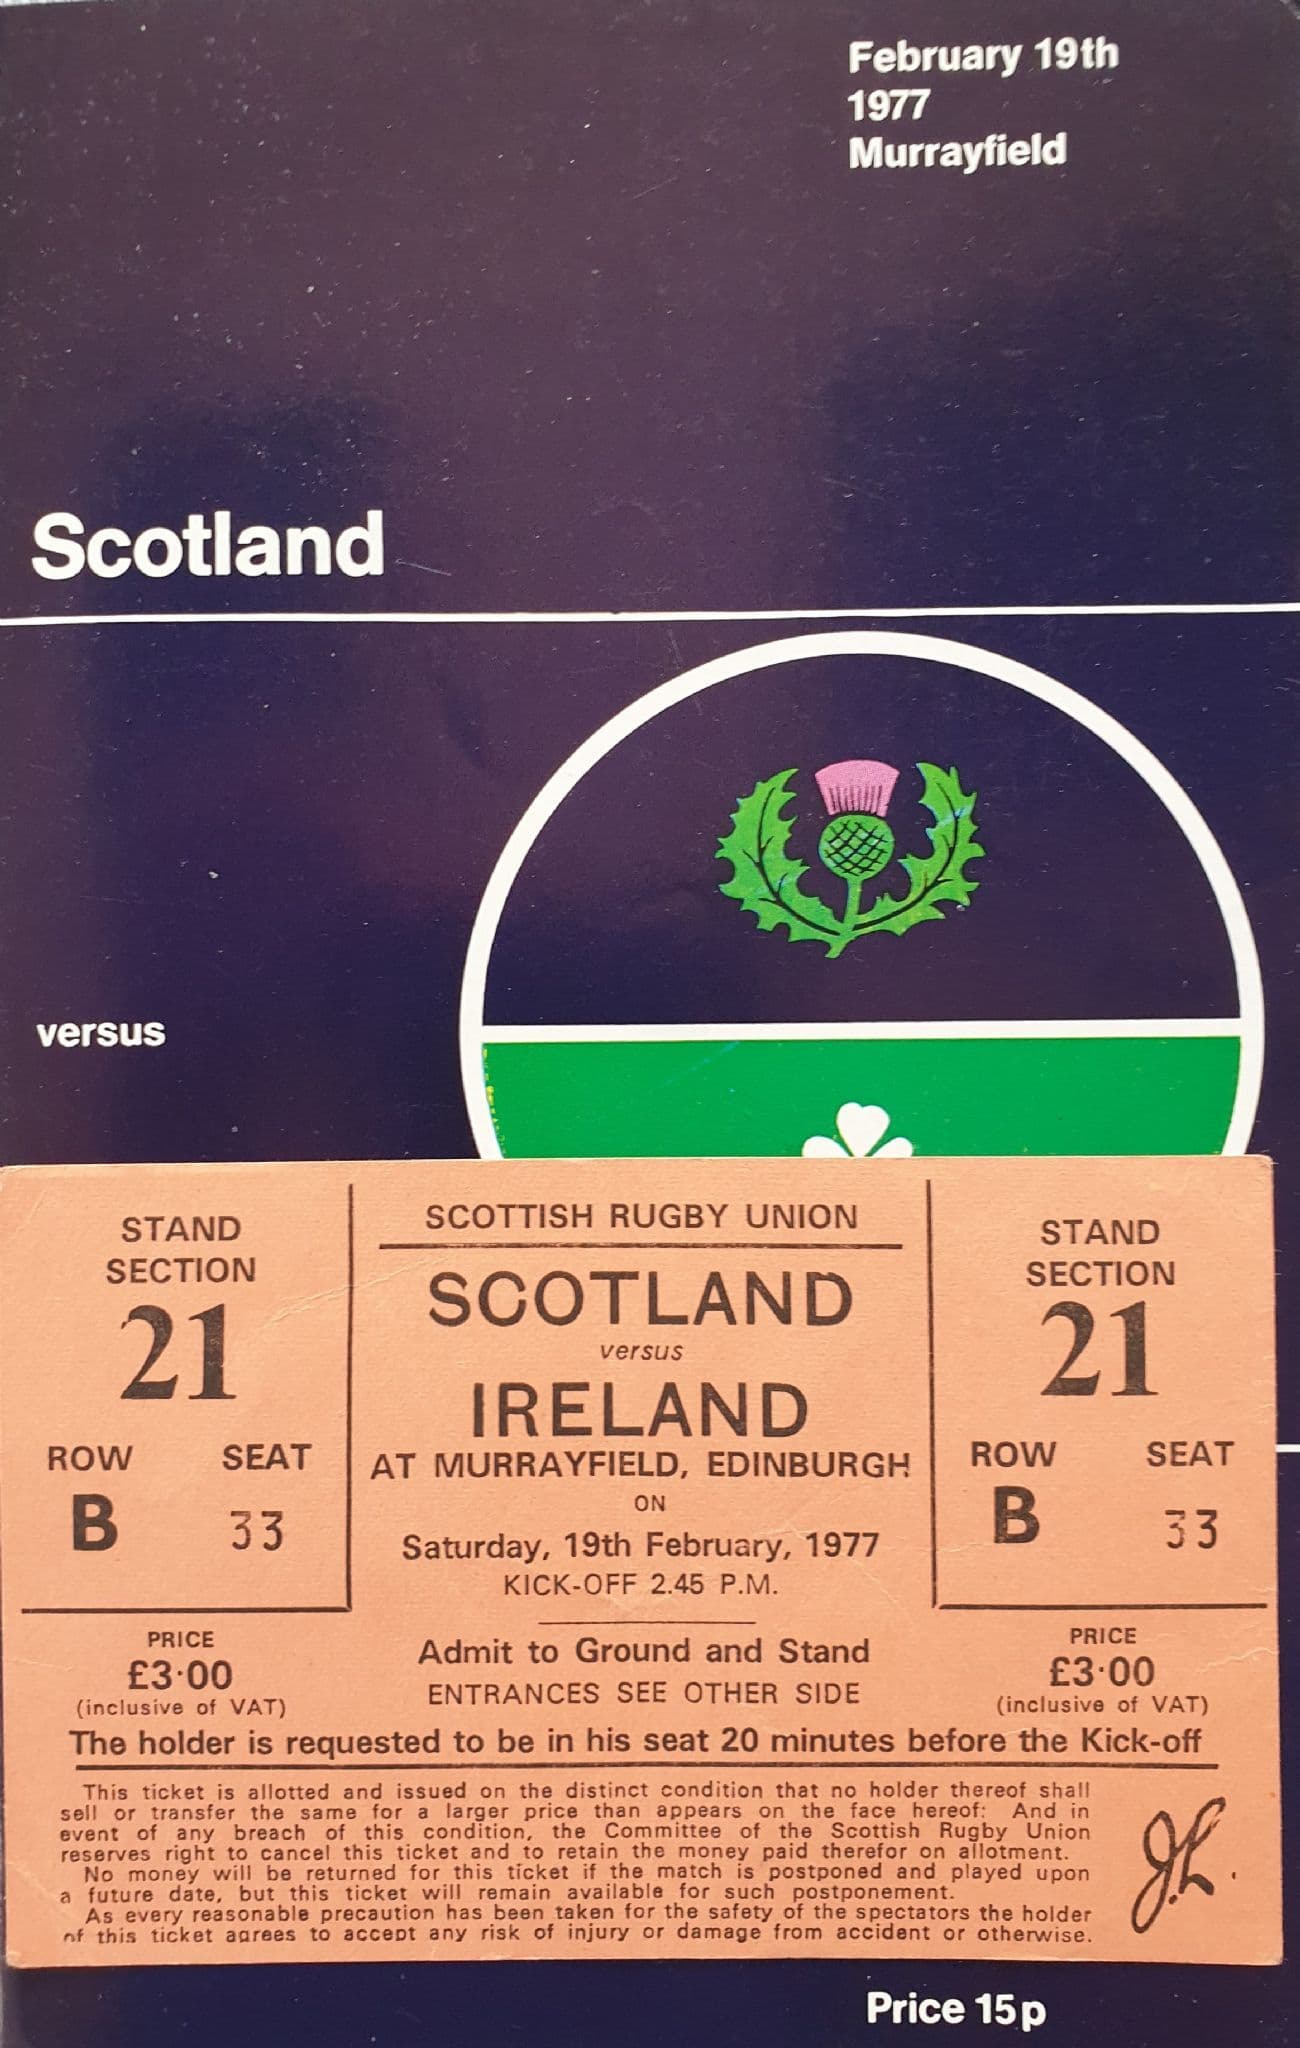 February 19th
1977
Murrayfield
Scotland
versus
STAND
SECTION
21
ROW SEAT
B 33
PRICE
£3·00
(inclusive of VAT)
SCOTTISH RUGBY UNION
SCOTLAND
versus
IRELAND
AT MURRAYFIELD, EDINBURGH
ON
Saturday, 19th February, 1977
KICK-OFF 2.45 P.M.
Admit to Ground and Stand
ENTRANCES SEE OTHER SIDE
STAND
SECTION
21
ROW SEAT
B 33
PRICE
£3·00
(inclusive of VAT)
The holder is requested to be in his seat 20 minutes before the Kick-off
This ticket is allotted and issued on the distinct condition that no holder thereof shall
sell or transfer the same for a larger price than appears on the face hereof: And in
event of any breach of this condition, the Committee of the Scottish Rugby Union
reserves right to cancel this ticket and to retain the money paid therefor on allotment.
No money will be returned for this ticket if the match is postponed and played upon
a future date, but this ticket will remain available for such postponement.
As every reasonable precaution has been taken for the safety of the spectators the holder
of this ticket agrees to accept any risk of injury or damage from accident or otherwise.
J.L.
Price 15p